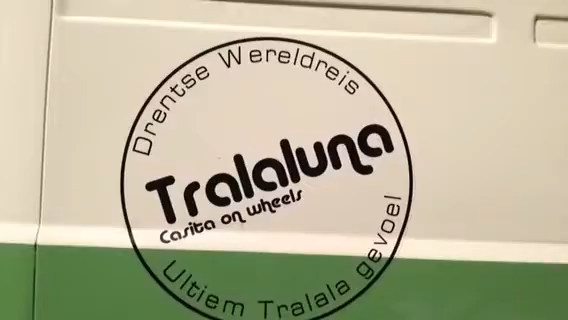 Drentse Wereldreis
Tralaluna
Casita on wheels
Ultiem Tralala gevoel